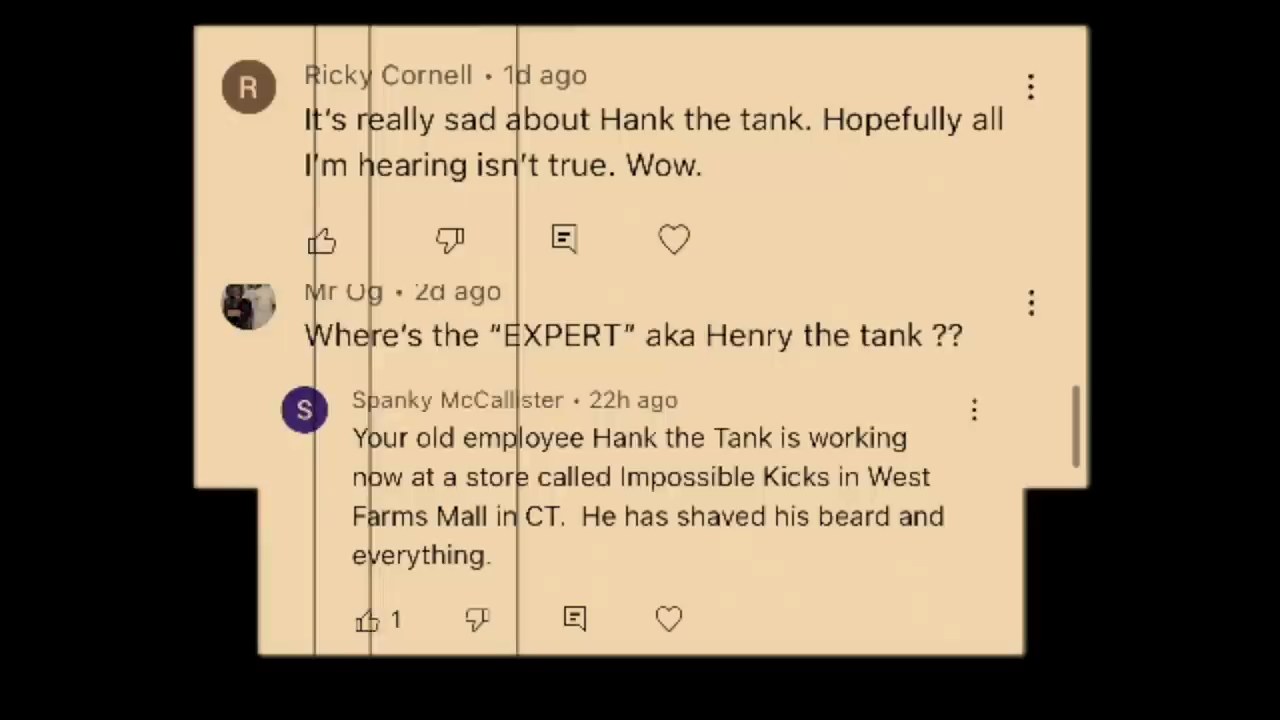 R
Ricky Cornell • 1d ago
It's really sad about Hank the tank. Hopefully all
I'm hearing isn't true. Wow.
Mr Og • 2d ago
Where's the “EXPERT” aka Henry the tank ??
S
Spanky McCallister • 22h ago
Your old employee Hank the Tank is working
now at a store called Impossible Kicks in West
Farms Mall in CT.  He has shaved his beard and
everything.
1